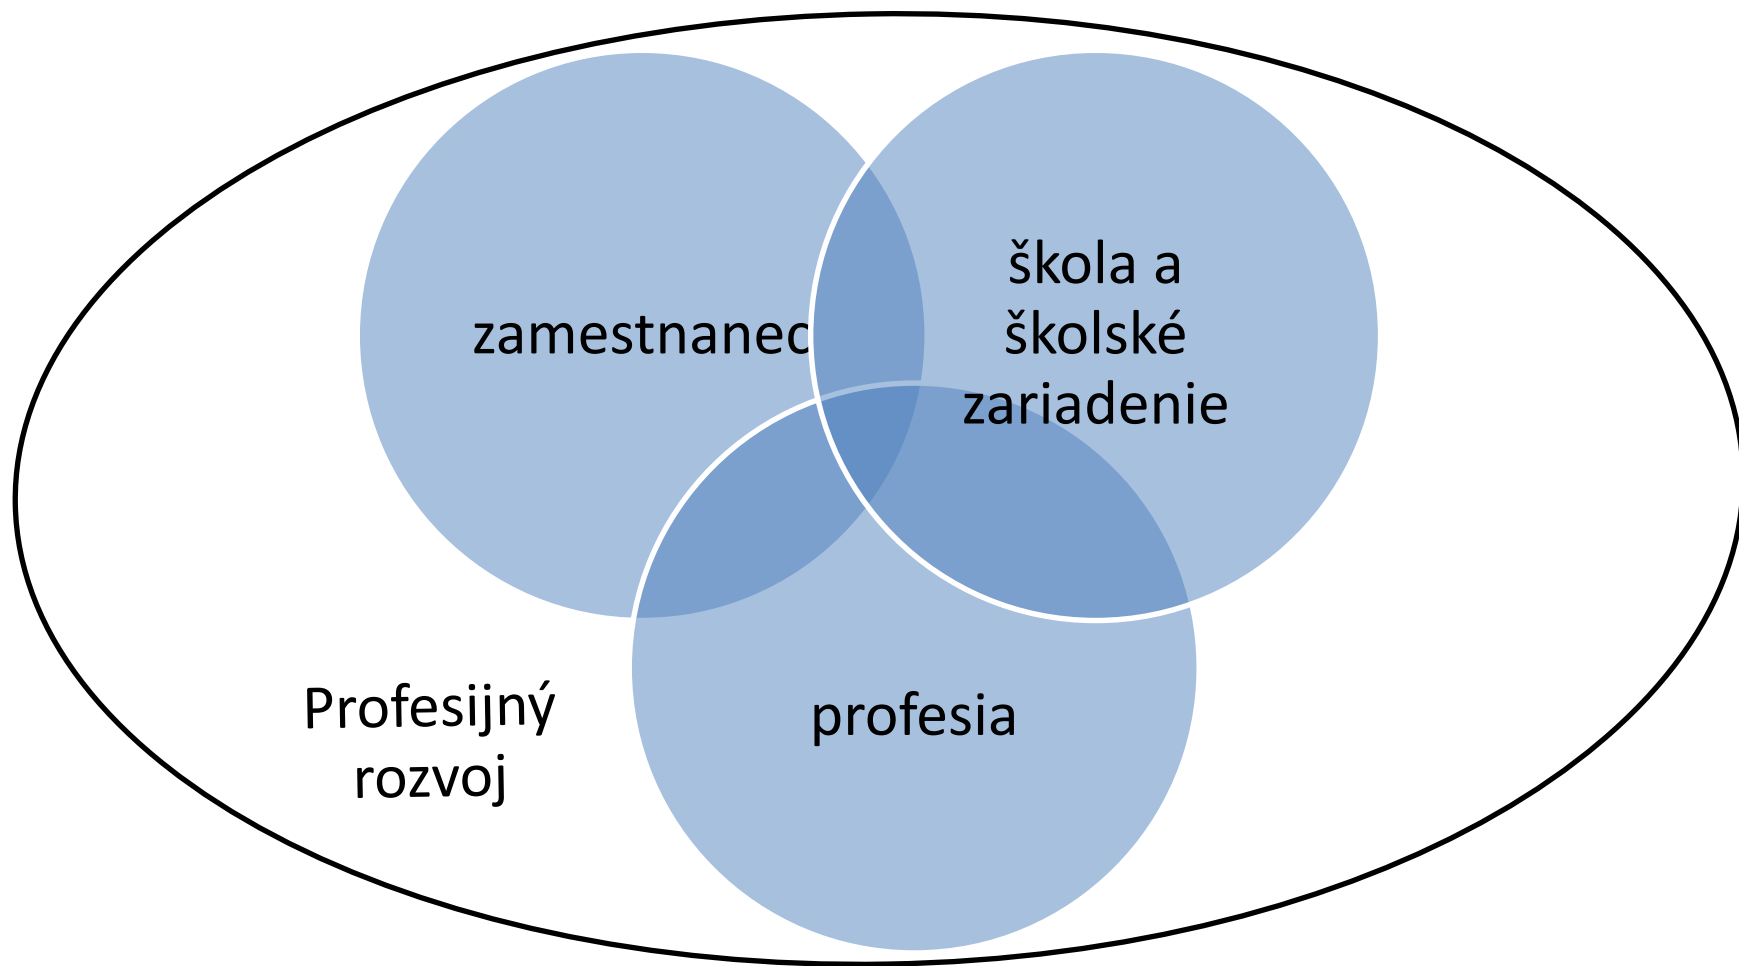 zamestnanec
škola a
školské
zariadenie
profesia
Profesijný
rozvoj